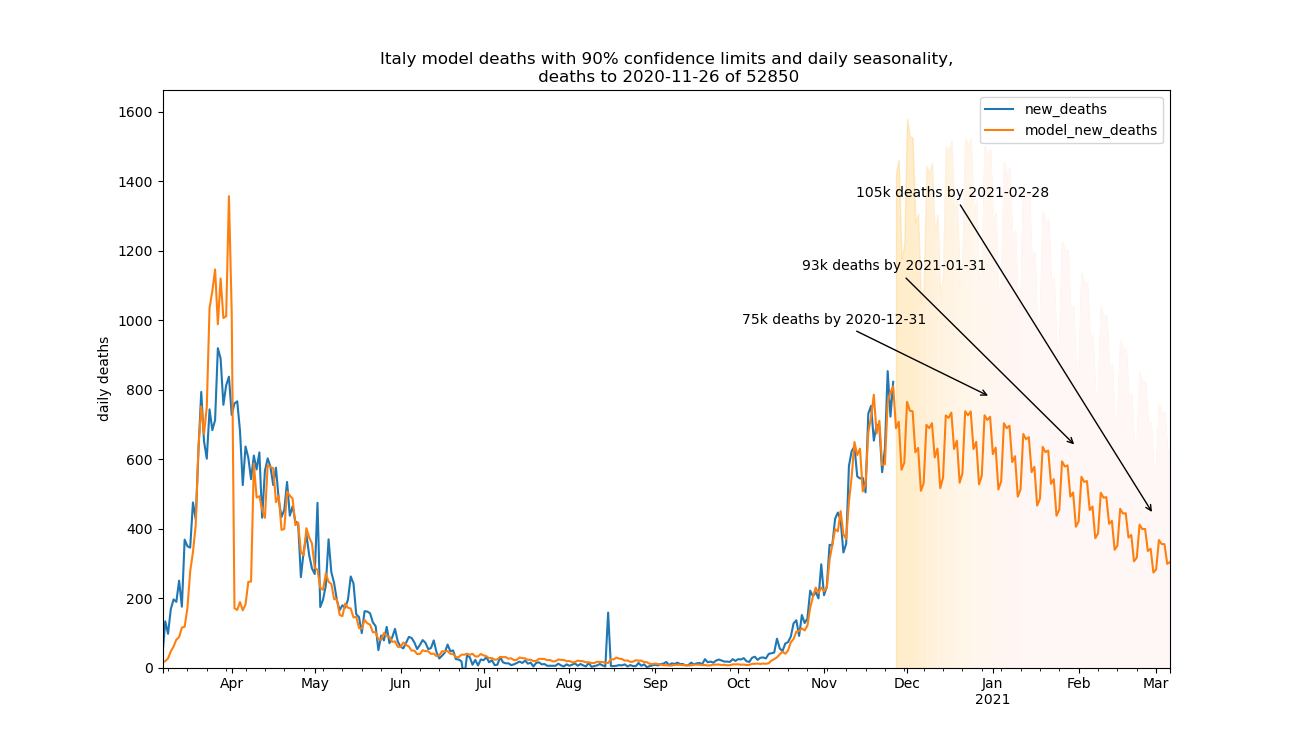 Italy model deaths with 90% confidence limits and daily seasonality,
deaths to 2020-11-26 of 52850
1600
1400
1200
1000
800
600
400
200
0
daily deaths
new_deaths
model_new_deaths
105k deaths by 2021-02-28
93k deaths by 2021-01-31
75k deaths by 2020-12-31
Apr May Jun Jul Aug Sep Oct Nov Dec Jan Feb Mar
2021